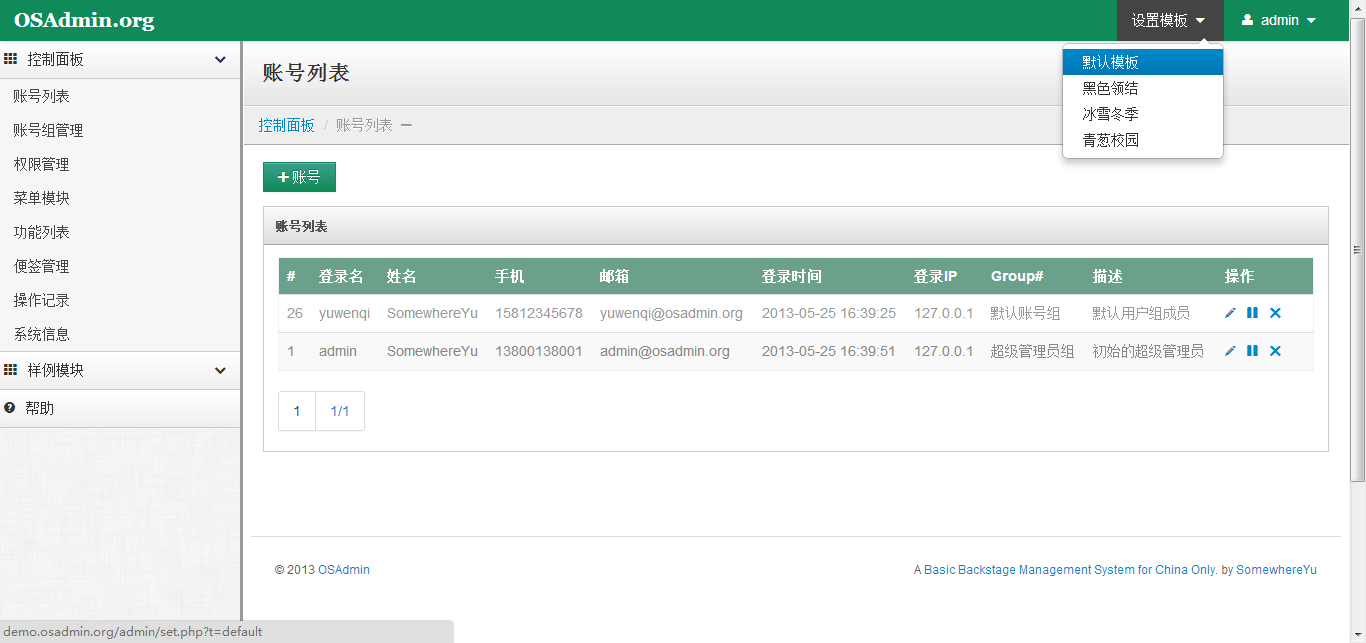 OSAdmin.org
设置模板
admin
默认模板
黑色领结
冰雪冬季
青葱校园
控制面板
账号列表
账号组管理
权限管理
菜单模块
功能列表
便签管理
操作记录
系统信息
样例模块
帮助
账号列表
控制面板 / 账号列表
+账号
账号列表
# 登录名 姓名 手机 邮箱 登录时间 登录IP Group# 描述 操作
26 yuwenqi SomewhereYu 15812345678 yuwenqi@osadmin.org 2013-05-25 16:39:25 127.0.0.1 默认账号组 默认用户组成员
1 admin SomewhereYu 13800138001 admin@osadmin.org 2013-05-25 16:39:51 127.0.0.1 超级管理员组 初始的超级管理员
1 1/1
© 2013 OSAdmin
A Basic Backstage Management System for China Only. by SomewhereYu
demo.osadmin.org/admin/set.php?t=default